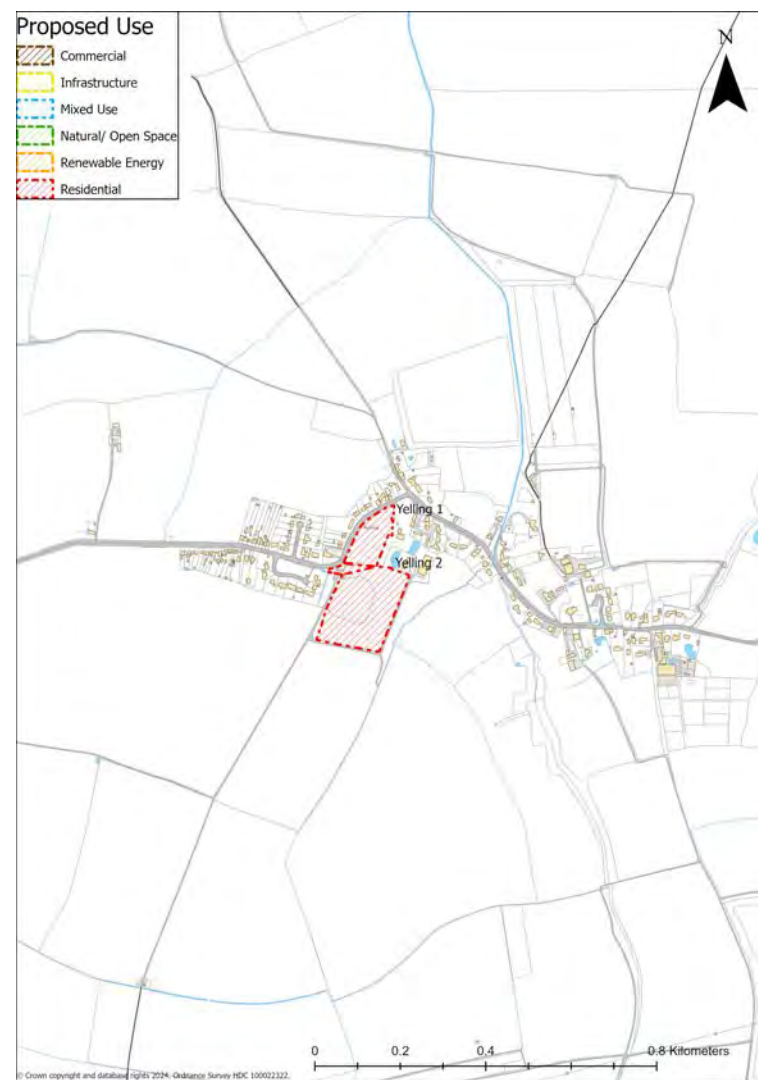 Proposed Use
Commercial
Infrastructure
Mixed Use
Natural/ Open Space
Renewable Energy
Residential
N
Yelling 1
Yelling 2
0 0.2 0.4 0.8 Kilometers
© Crown copyright and database rights 2024. Ordnance Survey HDC 100022322.